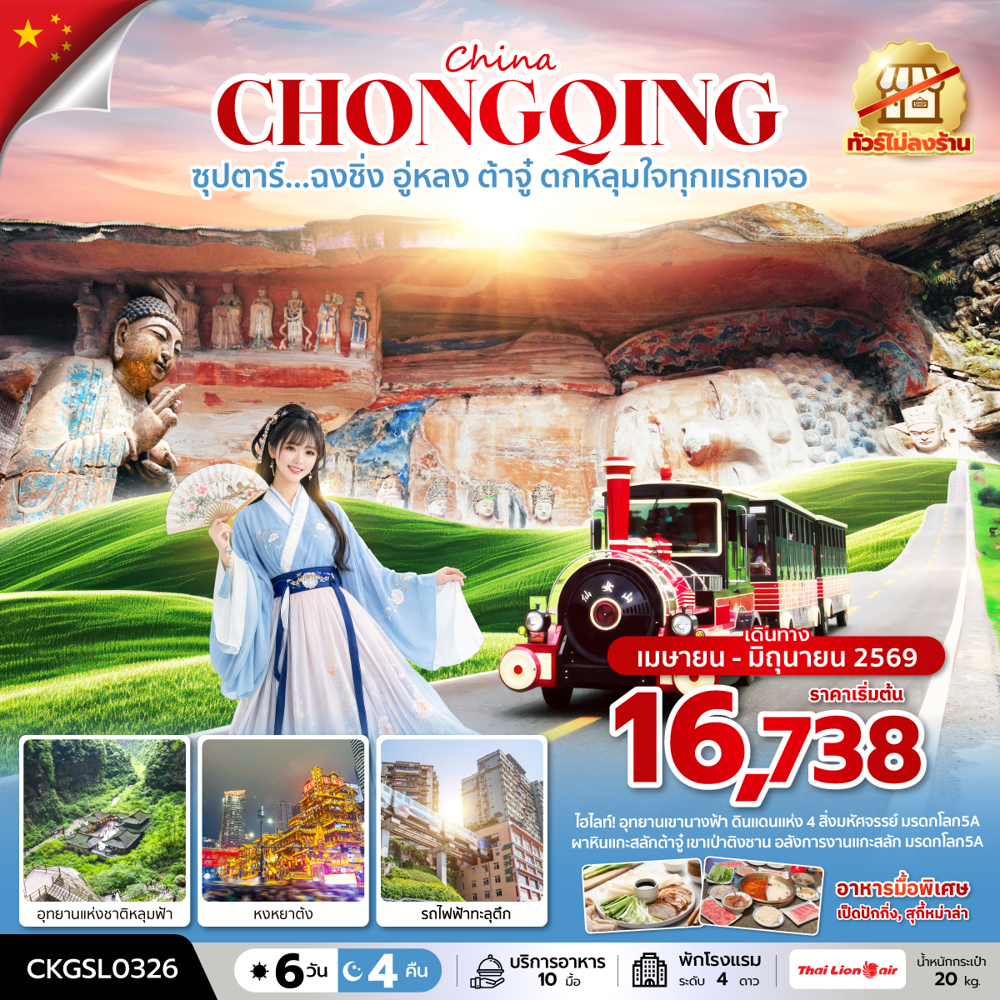 China
CHONGQING
ซุปตาร์...ฉงชิ่ง อู่หลง ต้าจู๋ ตกหลุมใจทุกแรกเจอ
SHOP
ทัวร์ไม่ลงร้าน
仙女山
เดินทาง
เมษายน - มิถุนายน 2569
ราคาเริ่มต้น
16,738
ไฮไลท์! อุทยานเขานางฟ้า ดินแดนแห่ง 4 สิ่งมหัศจรรย์ มรดกโลก5A
ผาหินแกะสลักต้าจู๋ เขาเป่าติงซาน อลังการงานแกะสลัก มรดกโลก5A
อาหารมื้อพิเศษ
เป็ดปักกิ่ง, สุกี้หม่าล่า
อุทยานแห่งชาติหลุมฟ้า
หงหยาต้ง
รถไฟฟ้าทะลุตึก
CKGSL0326
6 วัน 4 คืน
บริการอาหาร
10 มื้อ
พักโรงแรม
ระดับ 4 ดาว
Thai Lion air
น้ำหนักกระเป๋า
20 kg.